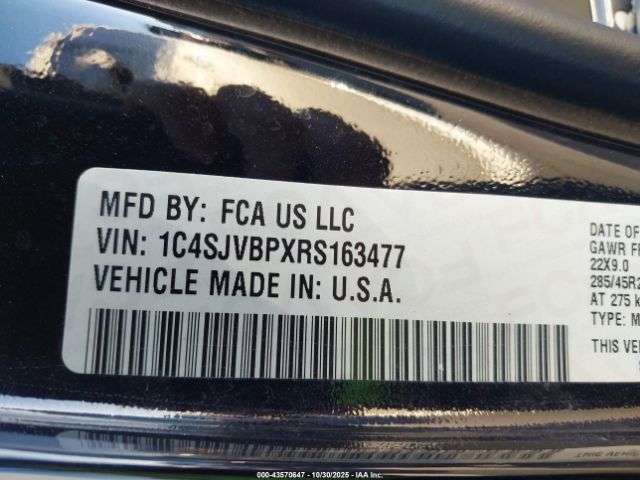 MFD BY: FCA US LLC
VIN: 1C4SJVBPXRS163477
VEHICLE MADE IN: U.S.A.
DATE OF
GAWR F
22X9.0
285/45R2
AT 275 k
TYPE: M
THIS VE
000-43570647 - 10/30/2025 - IAA